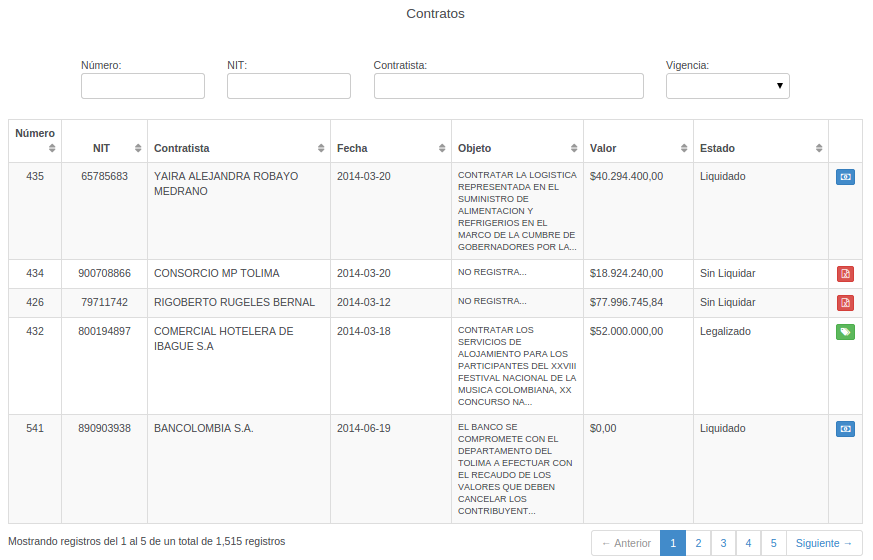 Contratos
Número: NIT: Contratista: Vigencia:
Número NIT Contratista Fecha Objeto Valor Estado
435 65785683 YAIRA ALEJANDRA ROBAYO 2014-03-20 CONTRATAR LA LOGISTICA $40.294.400,00 Liquidado
MEDRANO REPRESENTADA EN EL
SUMINISTRO DE
ALIMENTACION Y
REFRIGERIOS EN EL
MARCO DE LA CUMBRE DE
GOBERNADORES POR LA...
434 900708866 CONSORCIO MP TOLIMA 2014-03-20 NO REGISTRA... $18.924.240,00 Sin Liquidar
426 79711742 RIGOBERTO RUGELES BERNAL 2014-03-12 NO REGISTRA... $77.996.745,84 Sin Liquidar
432 800194897 COMERCIAL HOTELERA DE 2014-03-18 CONTRATAR LOS $52.000.000,00 Legalizado
IBAGUE S.A SERVICIOS DE
ALOJAMIENTO PARA LOS
PARTICIPANTES DEL XXVIII
FESTIVAL NACIONAL DE LA
MUSICA COLOMBIANA, XX
CONCURSO NA...
541 890903938 BANCOLOMBIA S.A. 2014-06-19 EL BANCO SE $0,00 Liquidado
COMPROMETE CON EL
DEPARTAMENTO DEL
TOLIMA A EFECTUAR CON
EL RECAUDO DE LOS
VALORES QUE DEBEN
CANCELAR LOS
CONTRIBUYENT...
Mostrando registros del 1 al 5 de un total de 1,515 registros ← Anterior 1 2 3 4 5 Siguiente →